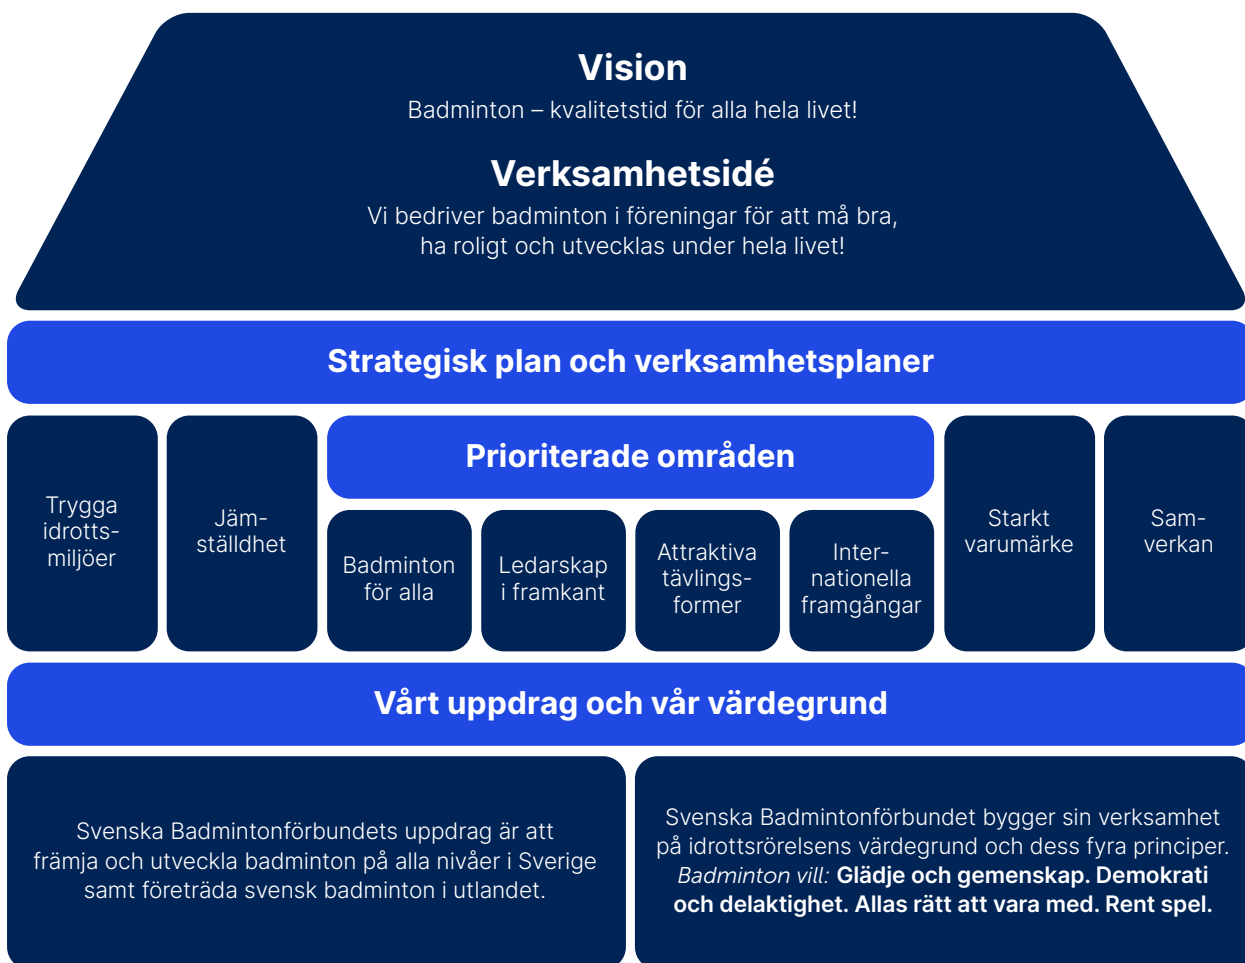 Vision
Badminton – kvalitetstid för alla hela livet!
Verksamhetsidé
Vi bedriver badminton i föreningar för att må bra,
ha roligt och utvecklas under hela livet!
Strategisk plan och verksamhetsplaner
Trygga
idrotts-
miljöer
Jäm-
ställdhet
Prioriterade områden
Badminton
för alla
Ledarskap
i framkant
Attraktiva
tävlings-
former
Inter-
nationella
framgångar
Starkt
varumärke
Sam-
verkan
Vårt uppdrag och vår värdegrund
Svenska Badmintonförbundets uppdrag är att
främja och utveckla badminton på alla nivåer i Sverige
samt företräda svensk badminton i utlandet.
Svenska Badmintonförbundet bygger sin verksamhet
på idrottsrörelsens värdegrund och dess fyra principer.
Badminton vill: Glädje och gemenskap. Demokrati
och delaktighet. Allas rätt att vara med. Rent spel.